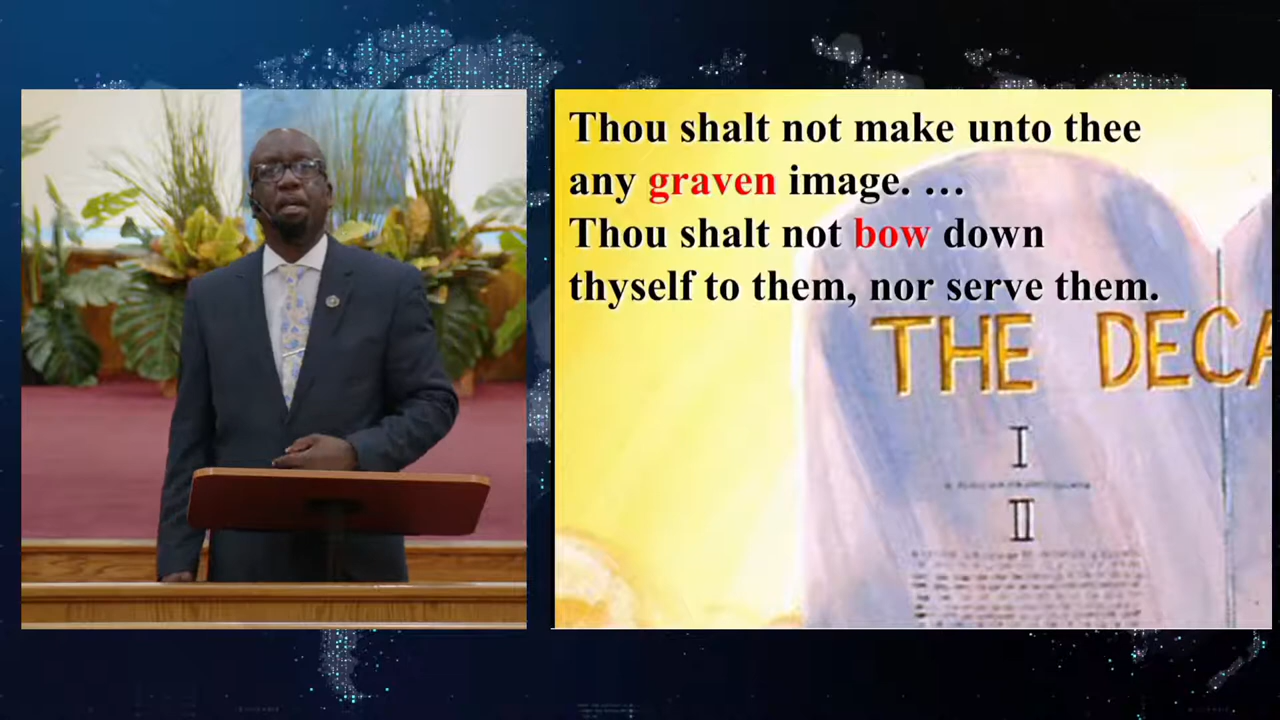 Thou shalt not make unto thee
any graven image. …
Thou shalt not bow down
thyself to them, nor serve them.
THE DECA
I
II